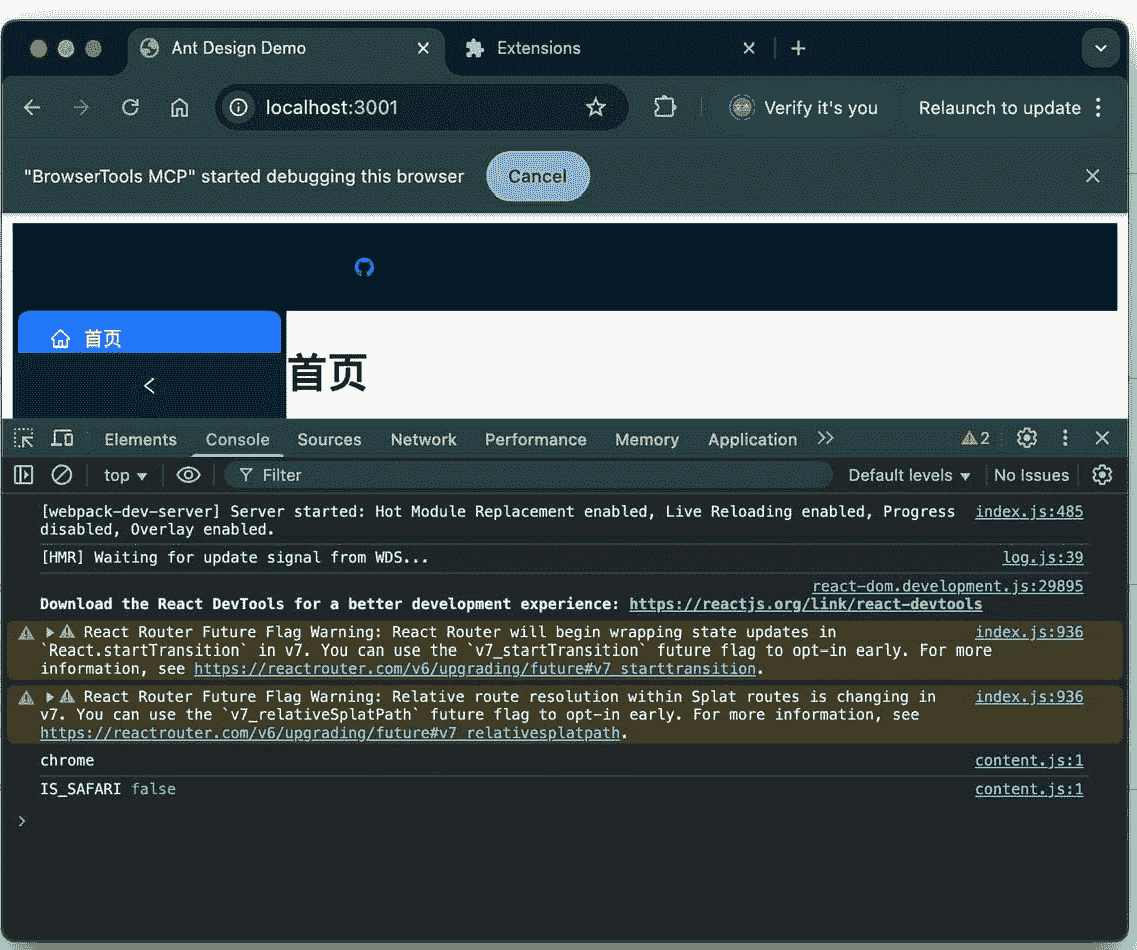 Ant Design Demo
Extensions
localhost:3001
Verify it's you
Relaunch to update
"BrowserTools MCP" started debugging this browser
Cancel
首页
首页
Elements Console Sources Network Performance Memory Application
2
top
Filter
Default levels
No Issues
[webpack-dev-server] Server started: Hot Module Replacement enabled, Live Reloading enabled, Progress index.js:485
disabled, Overlay enabled.
[HMR] Waiting for update signal from WDS... log.js:39
react-dom.development.js:29895
Download the React DevTools for a better development experience: https://reactjs.org/link/react-devtools
React Router Future Flag Warning: React Router will begin wrapping state updates in index.js:936
`React.startTransition` in v7. You can use the `v7_startTransition` future flag to opt-in early. For more
information, see https://reactrouter.com/v6/upgrading/future#v7_starttransition.
React Router Future Flag Warning: Relative route resolution within Splat routes is changing in index.js:936
v7. You can use the `v7_relativeSplatPath` future flag to opt-in early. For more information, see
https://reactrouter.com/v6/upgrading/future#v7_relativesplatpath.
chrome content.js:1
IS_SAFARI false content.js:1